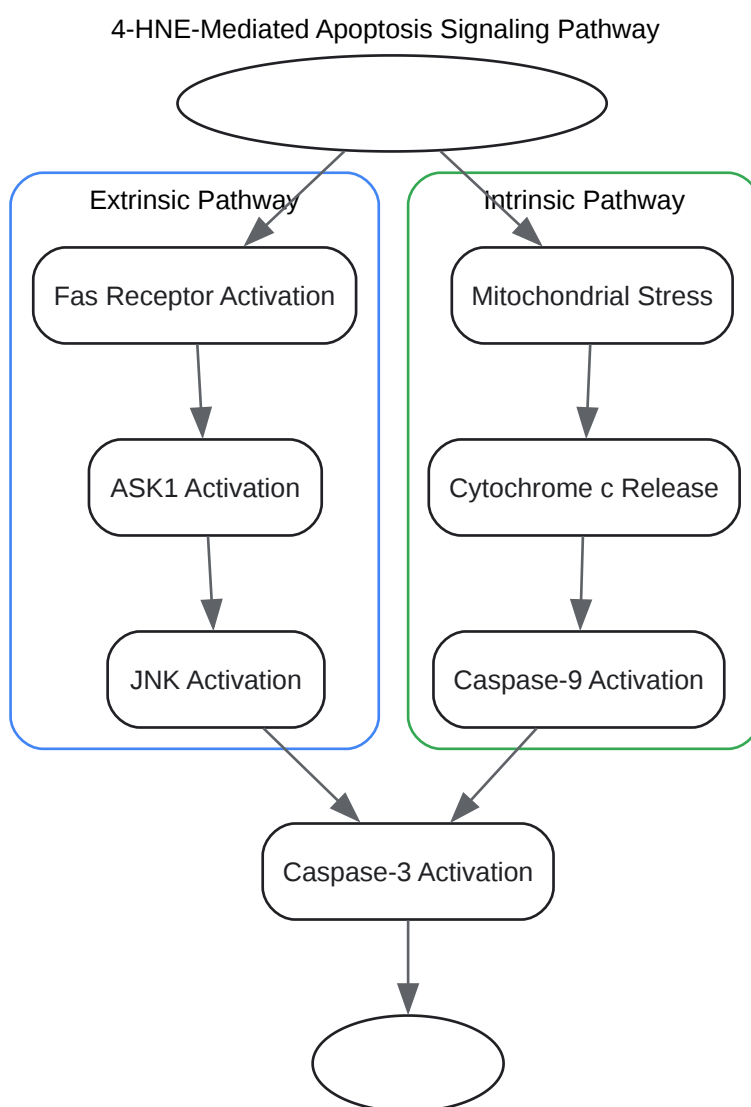 4-HNE-Mediated Apoptosis Signaling Pathway
Extrinsic Pathway
Intrinsic Pathway
Fas Receptor Activation
Mitochondrial Stress
ASK1 Activation
Cytochrome c Release
JNK Activation
Caspase-9 Activation
Caspase-3 Activation